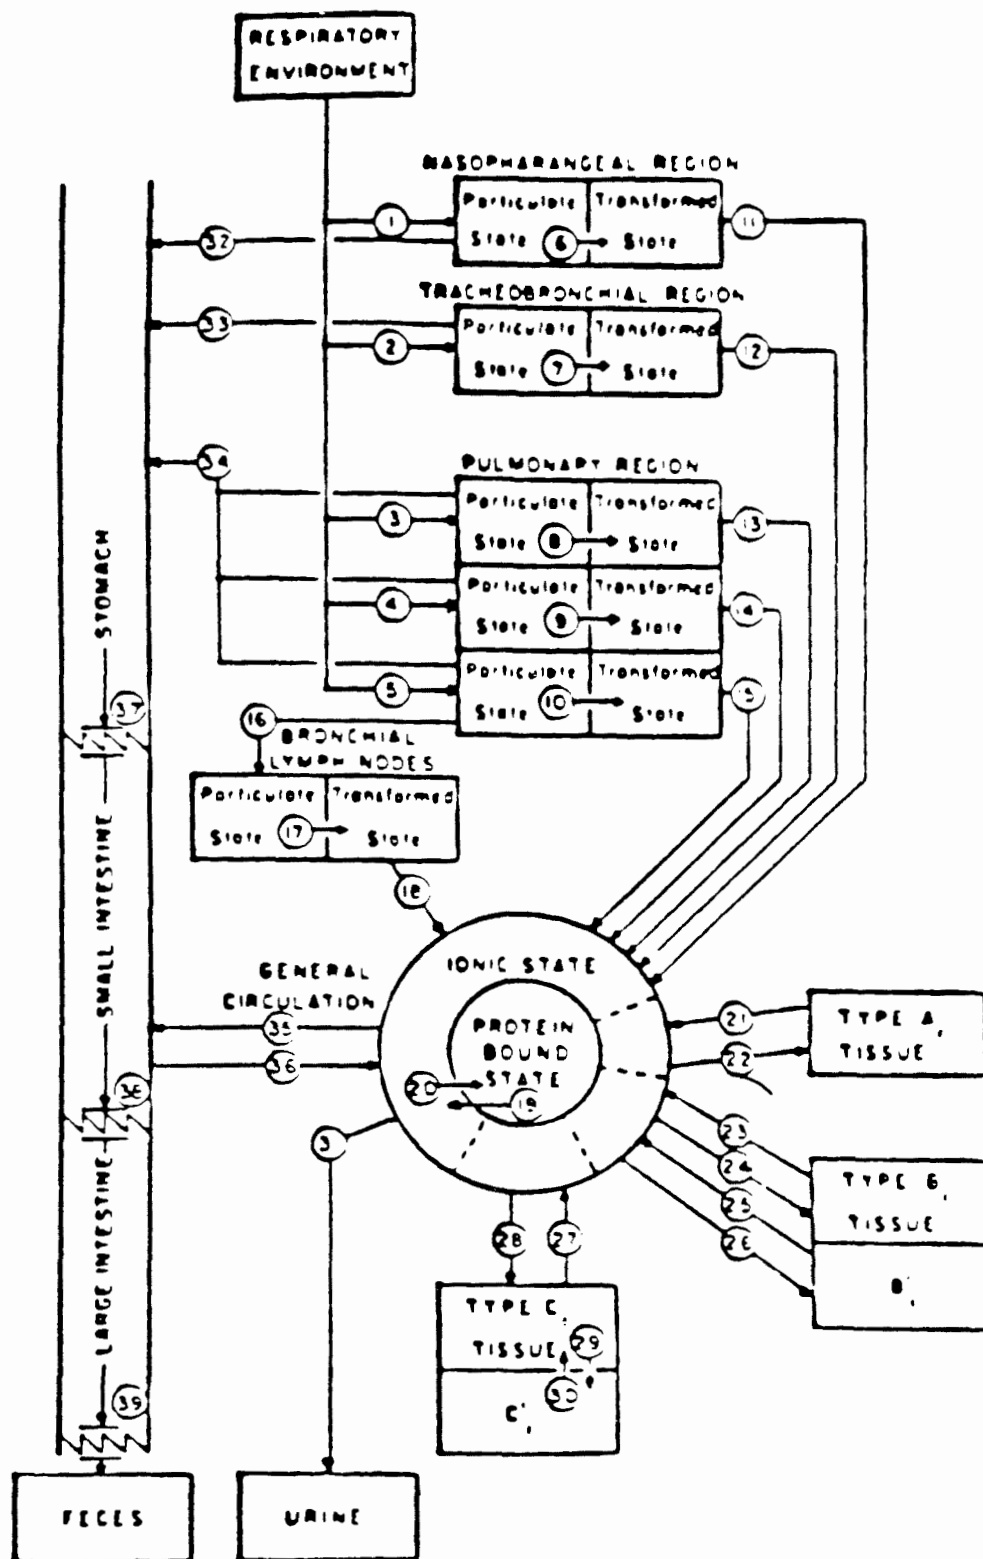 RESPIRATORY
ENVIRONMENT
NASOPHARANGEAL REGION
Particulate Transformed
1
State 6 State
11
32
TRACHEOBRONCHIAL REGION
33
Particulate Transformed
2
State 7 State
12
34
PULMONARY REGION
Particulate Transformed
3
State 8 State
13
Particulate Transformed
4
State 9 State
14
Particulate Transformed
5
State 10 State
15
STOMACH
37
16
BRONCHIAL
LYMPH NODES
Particulate Transformed
State 17 State
18
SMALL INTESTINE
IONIC STATE
GENERAL
CIRCULATION
35
36
PROTEIN
BOUND
STATE
20
19
21
22
TYPE A
TISSUE
38
3
23
24
25
26
TYPE B
TISSUE
B'
LARGE INTESTINE
28
27
TYPE C
TISSUE
29
30
C'
39
FECES
URINE